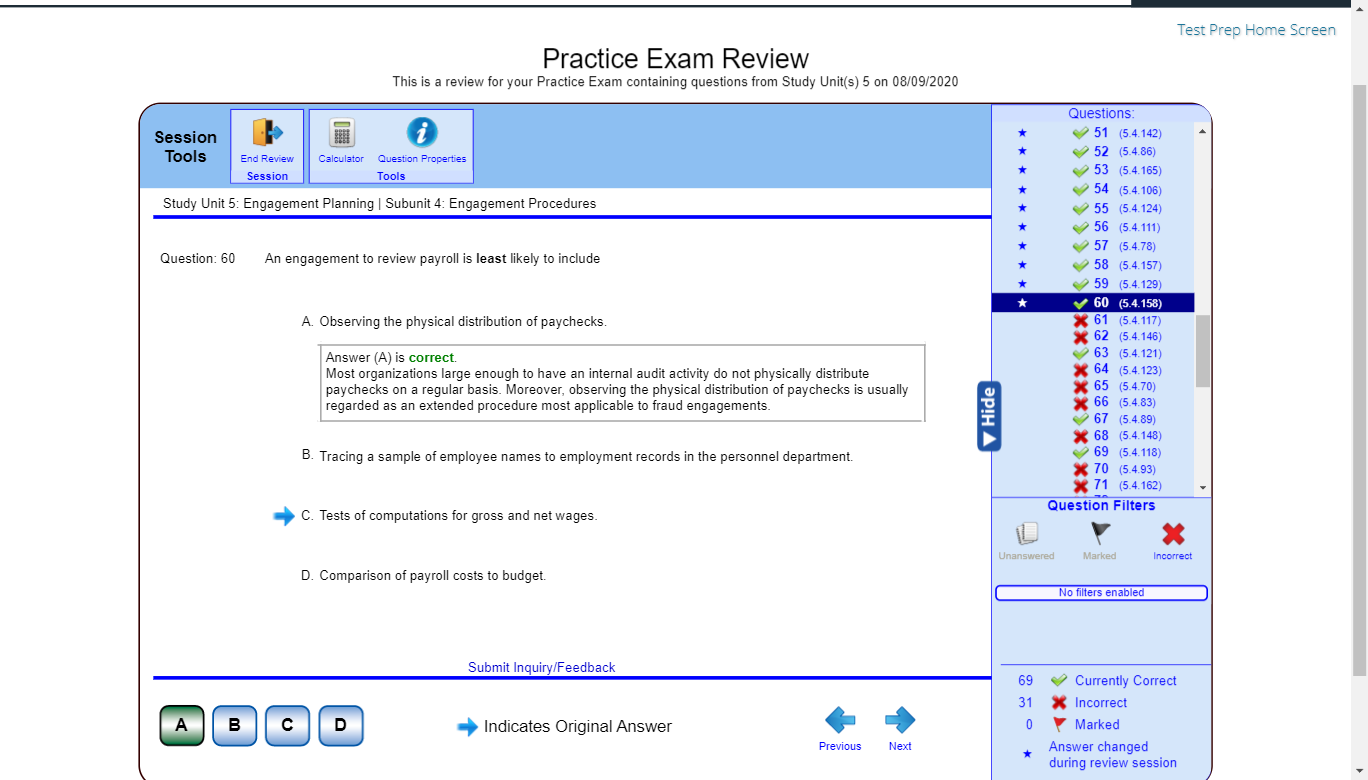 Test Prep Home Screen
Practice Exam Review
This is a review for your Practice Exam containing questions from Study Unit(s) 5 on 08/09/2020
Session Tools
End Review
Session
Calculator
Question Properties
Tools
Study Unit 5: Engagement Planning | Subunit 4: Engagement Procedures
Question: 60 An engagement to review payroll is least likely to include
A. Observing the physical distribution of paychecks.
Answer (A) is correct.
Most organizations large enough to have an internal audit activity do not physically distribute
paychecks on a regular basis. Moreover, observing the physical distribution of paychecks is usually
regarded as an extended procedure most applicable to fraud engagements.
B. Tracing a sample of employee names to employment records in the personnel department.
C. Tests of computations for gross and net wages.
D. Comparison of payroll costs to budget.
Submit Inquiry/Feedback
A B C D
Indicates Original Answer
Previous
Next
Hide
Questions:
51 (5.4.142)
52 (5.4.86)
53 (5.4.165)
54 (5.4.106)
55 (5.4.124)
56 (5.4.111)
57 (5.4.78)
58 (5.4.157)
59 (5.4.129)
60 (5.4.158)
61 (5.4.117)
62 (5.4.146)
63 (5.4.121)
64 (5.4.123)
65 (5.4.70)
66 (5.4.83)
67 (5.4.89)
68 (5.4.148)
69 (5.4.118)
70 (5.4.93)
71 (5.4.162)
Question Filters
Unanswered
Marked
Incorrect
No filters enabled
69 Currently Correct
31 Incorrect
0 Marked
Answer changed
during review session